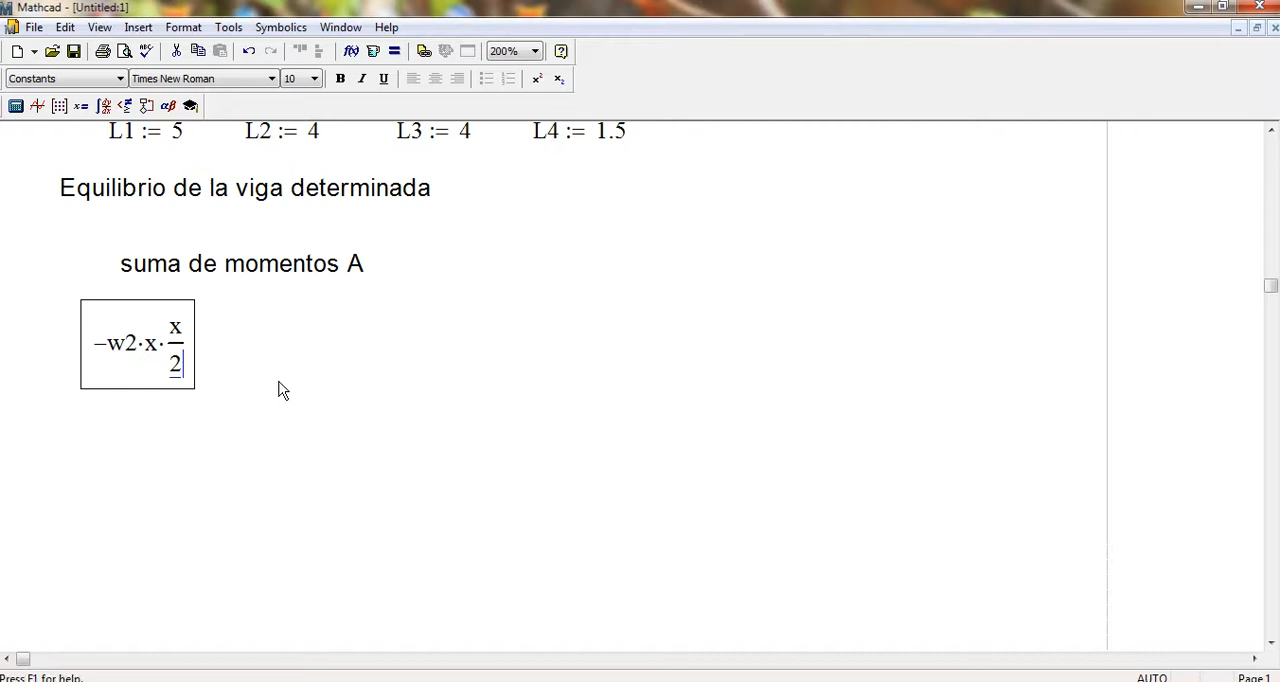 Mathcad - [Untitled:1]
File Edit View Insert Format Tools Symbolics Window Help
200%
Constants Times New Roman 10 B I U
L1 := 5 L2 := 4 L3 := 4 L4 := 1.5
Equilibrio de la viga determinada
suma de momentos A
−w2·x·x/2
Press F1 for help. AUTO Page 1